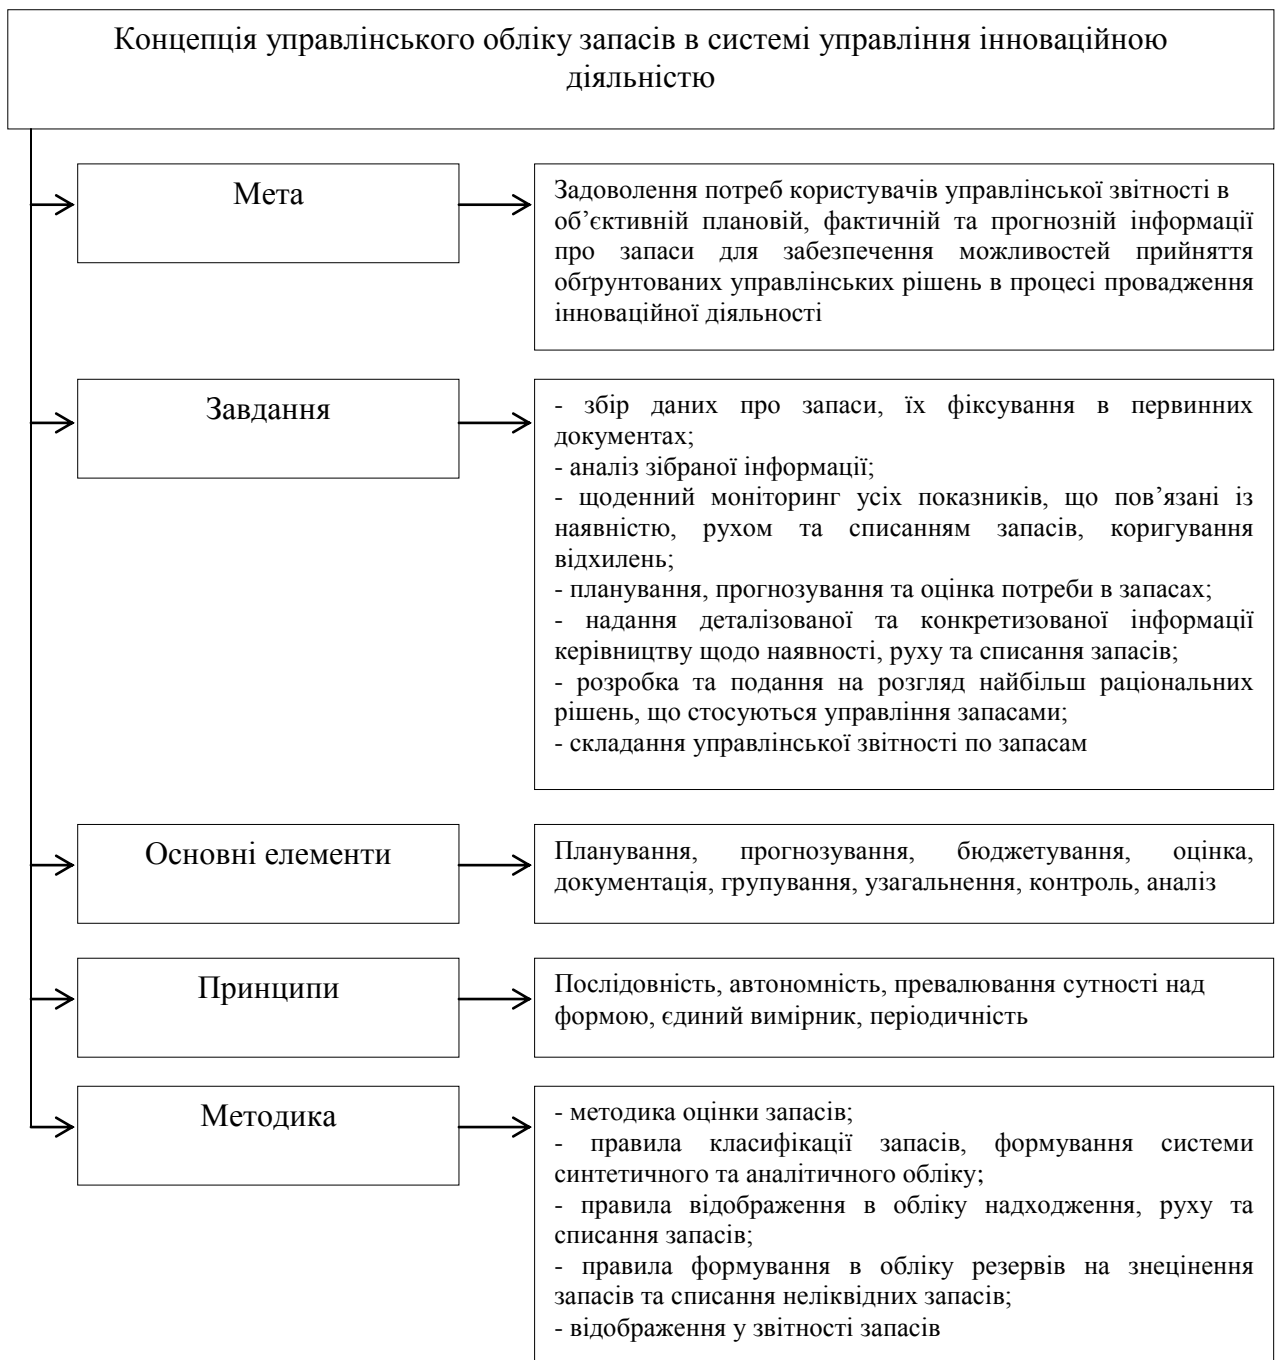 Концепція управлінського обліку запасів в системі управління інноваційною
діяльністю
Мета
Задоволення потреб користувачів управлінської звітності в
об’єктивній плановій, фактичній та прогнозній інформації
про запаси для забезпечення можливостей прийняття
обґрунтованих управлінських рішень в процесі провадження
інноваційної діяльності
Завдання
- збір даних про запаси, їх фіксування в первинних
документах;
- аналіз зібраної інформації;
- щоденний моніторинг усіх показників, що пов’язані із
наявністю, рухом та списанням запасів, коригування
відхилень;
- планування, прогнозування та оцінка потреби в запасах;
- надання деталізованої та конкретизованої інформації
керівництву щодо наявності, руху та списання запасів;
- розробка та подання на розгляд найбільш раціональних
рішень, що стосуються управління запасами;
- складання управлінської звітності по запасам
Основні елементи
Планування, прогнозування, бюджетування, оцінка,
документація, групування, узагальнення, контроль, аналіз
Принципи
Послідовність, автономність, превалювання сутності над
формою, єдиний вимірник, періодичність
Методика
- методика оцінки запасів;
- правила класифікації запасів, формування системи
синтетичного та аналітичного обліку;
- правила відображення в обліку надходження, руху та
списання запасів;
- правила формування в обліку резервів на знецінення
запасів та списання неліквідних запасів;
- відображення у звітності запасів